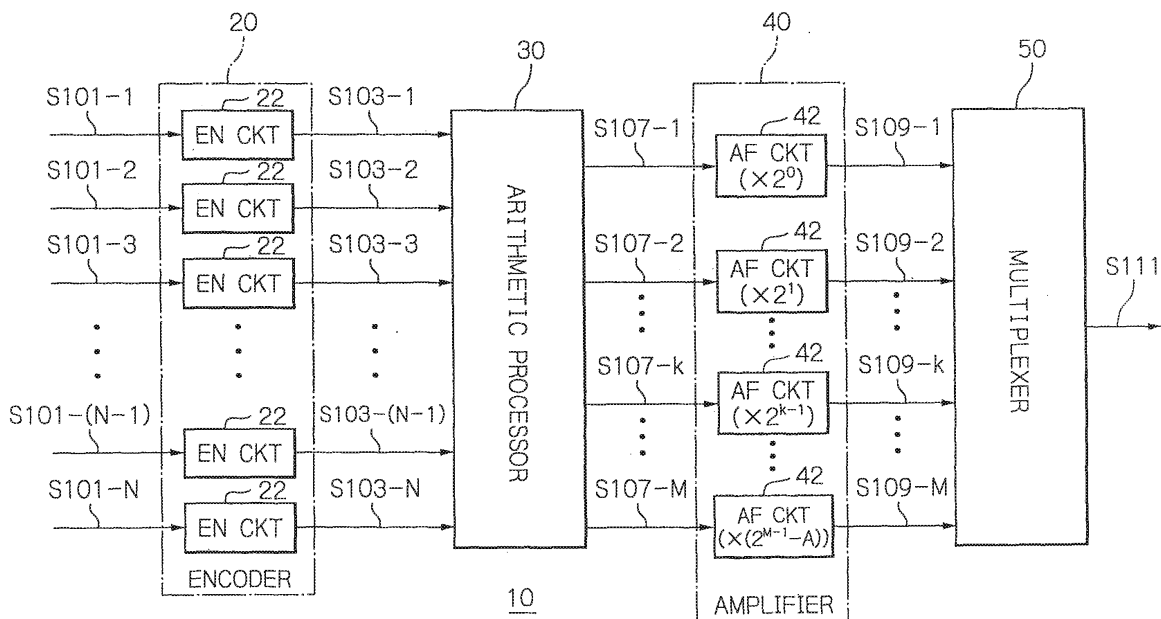 20
30
40
50
S101-1
22
EN CKT
S103-1
S107-1
42
AF CKT
(×2⁰)
S109-1
S101-2
22
EN CKT
S103-2
S101-3
22
EN CKT
S103-3
S107-2
42
AF CKT
(×2¹)
S109-2
ARITHMETIC PROCESSOR
MULTIPLEXER
S111
S107-k
42
AF CKT
(×2ᵏ⁻¹)
S109-k
S101-(N-1)
22
EN CKT
S103-(N-1)
S101-N
22
EN CKT
S103-N
S107-M
42
AF CKT
(×(2ᴹ⁻¹-A))
S109-M
ENCODER
10
AMPLIFIER